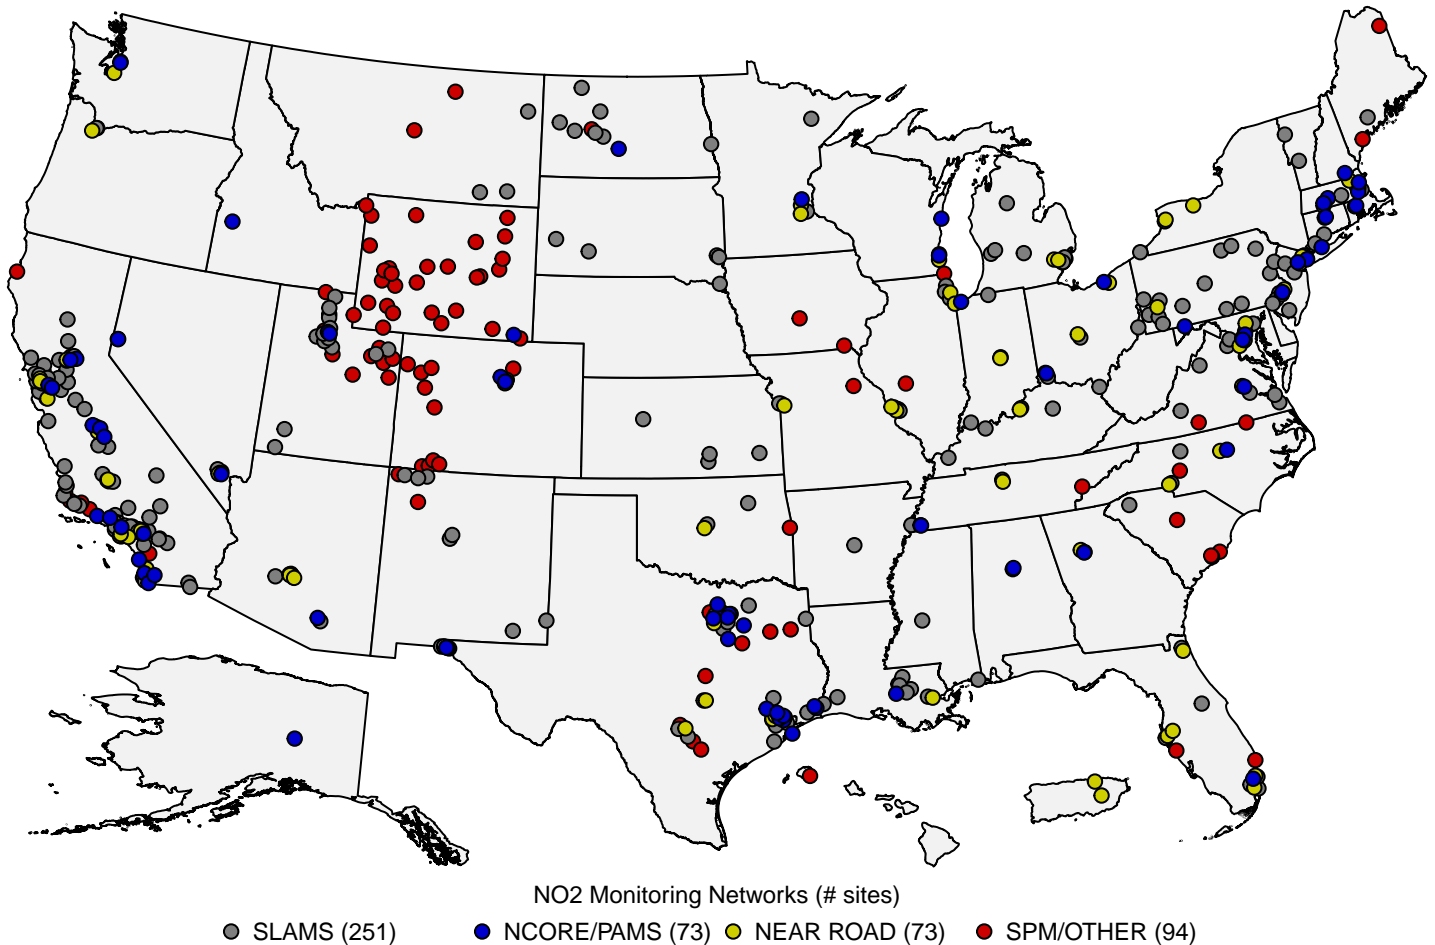 NO2 Monitoring Networks (# sites)
SLAMS (251) NCORE/PAMS (73) NEAR ROAD (73) SPM/OTHER (94)